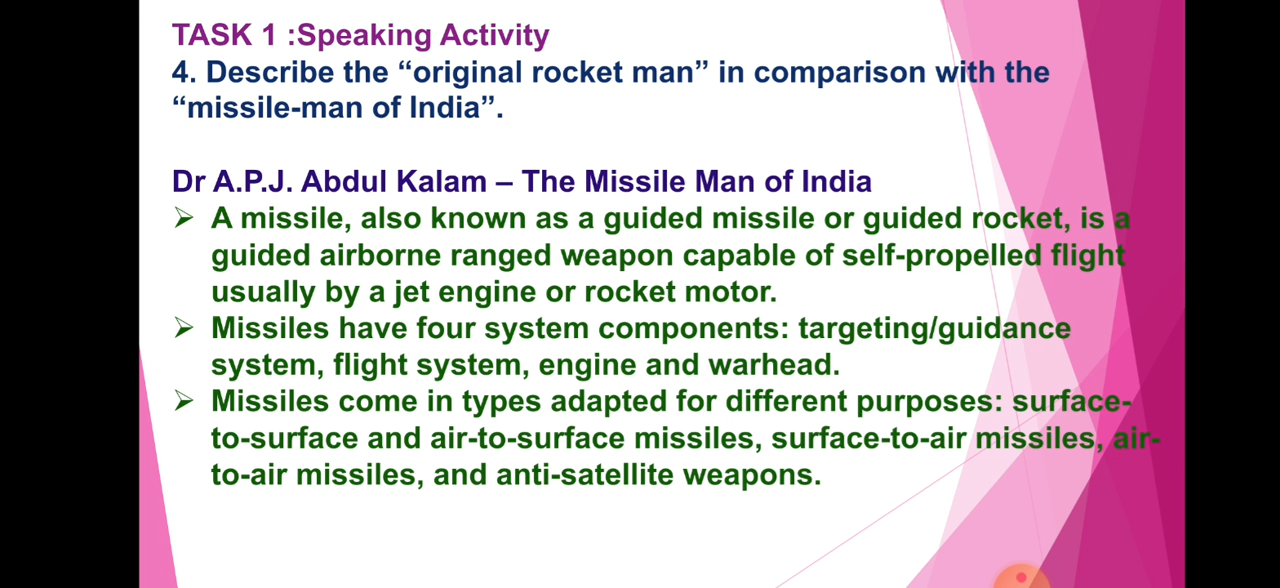 TASK 1 :Speaking Activity
4. Describe the “original rocket man” in comparison with the
“missile-man of India”.
Dr A.P.J. Abdul Kalam – The Missile Man of India
➢ A missile, also known as a guided missile or guided rocket, is a
guided airborne ranged weapon capable of self-propelled flight
usually by a jet engine or rocket motor.
➢ Missiles have four system components: targeting/guidance
system, flight system, engine and warhead.
➢ Missiles come in types adapted for different purposes: surface-
to-surface and air-to-surface missiles, surface-to-air missiles, air-
to-air missiles, and anti-satellite weapons.